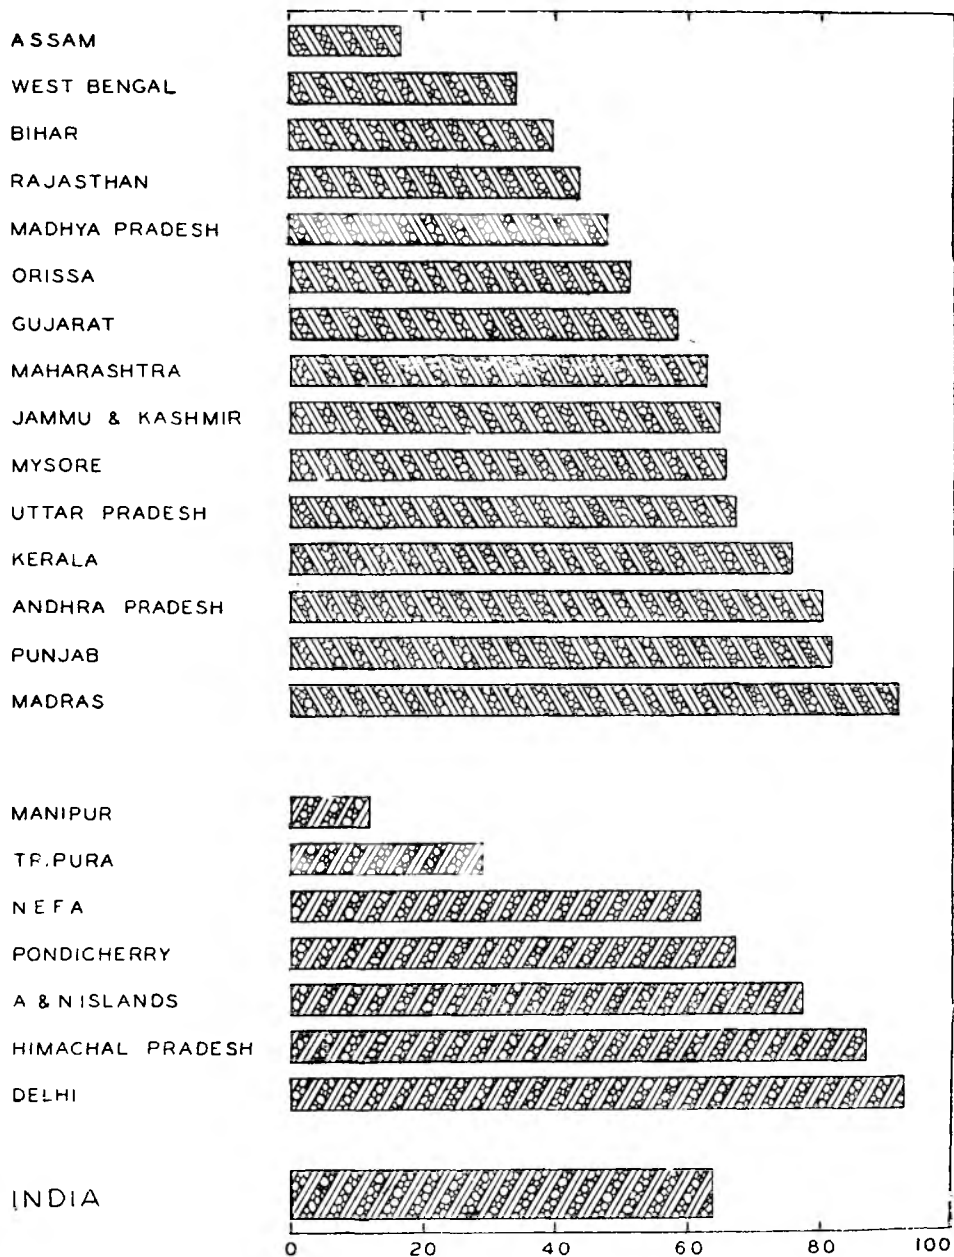 ASSAM
WEST BENGAL
BIHAR
RAJASTHAN
MADHYA PRADESH
ORISSA
GUJARAT
MAHARASHTRA
JAMMU & KASHMIR
MYSORE
UTTAR PRADESH
KERALA
ANDHRA PRADESH
PUNJAB
MADRAS
MANIPUR
TRIPURA
NEFA
PONDICHERRY
A & N ISLANDS
HIMACHAL PRADESH
DELHI
INDIA
0 20 40 60 80 100